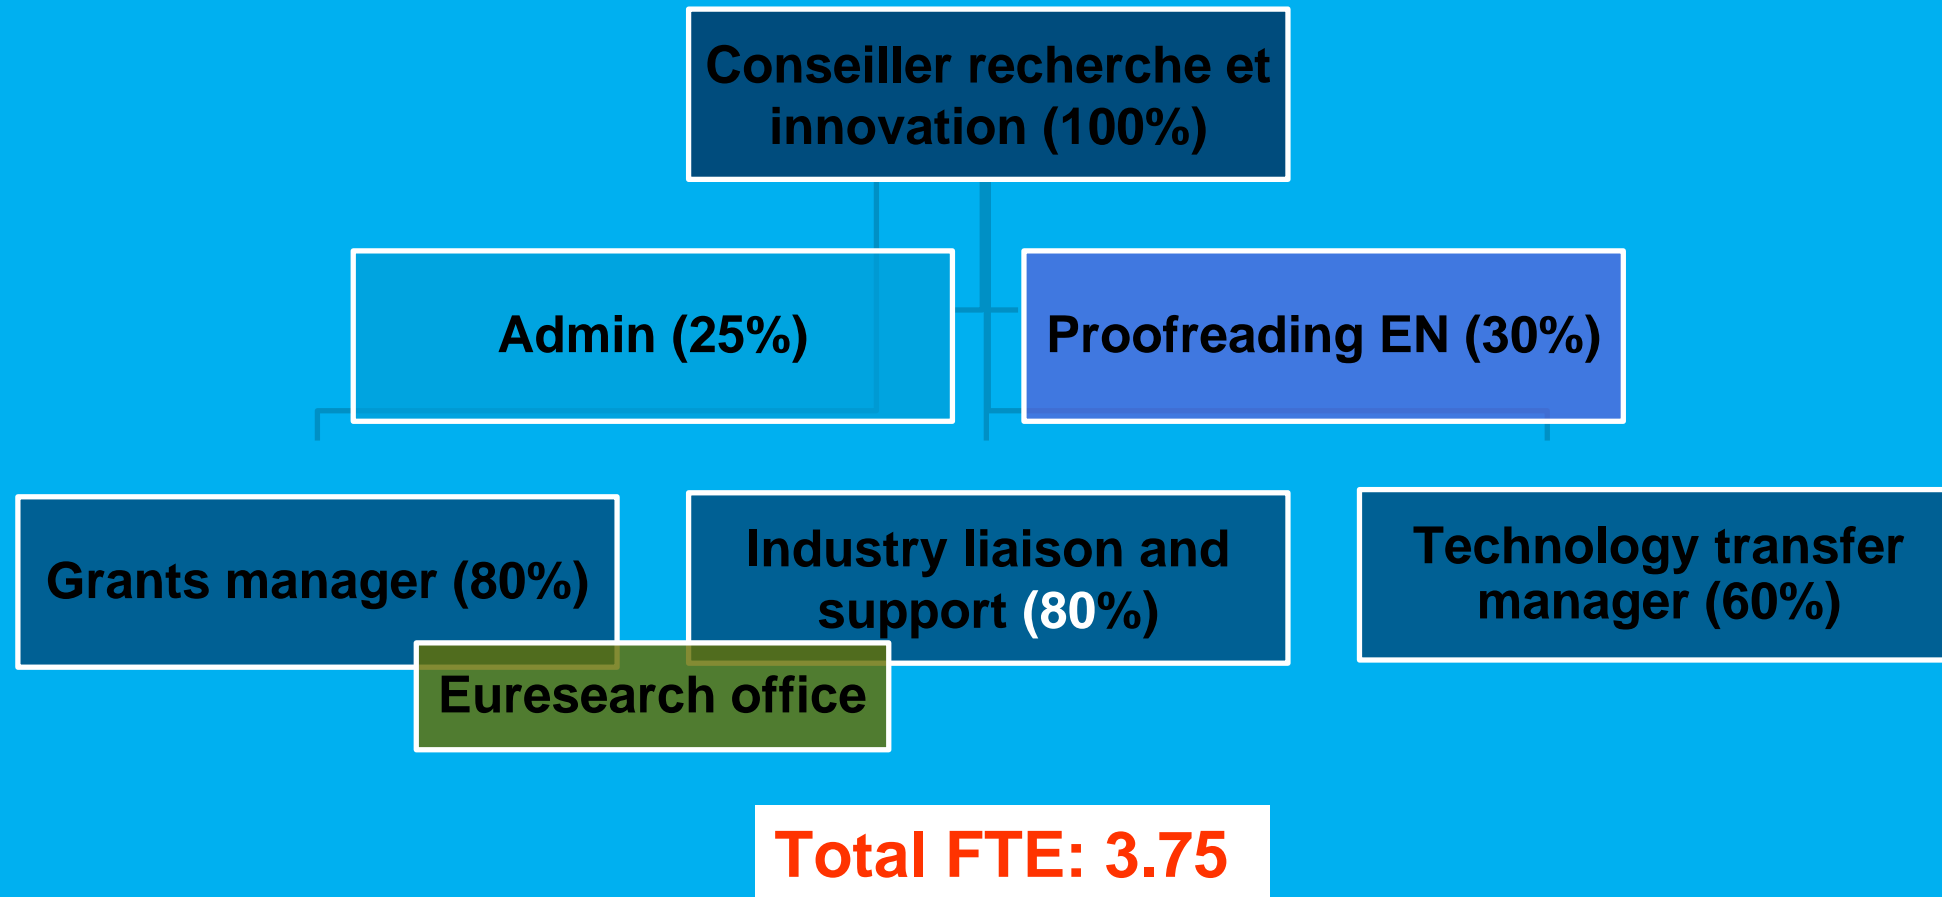 Conseiller recherche et
innovation (100%)
Admin (25%)
Proofreading EN (30%)
Grants manager (80%)
Industry liaison and
support (80%)
Technology transfer
manager (60%)
Euresearch office
Total FTE: 3.75